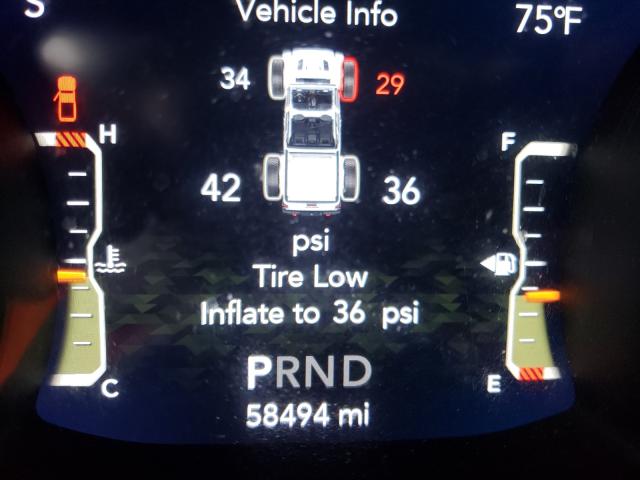 S
Vehicle Info
75°F
34 29
H F
42 36
psi
Tire Low
Inflate to 36 psi
PRND
C E
58494 mi